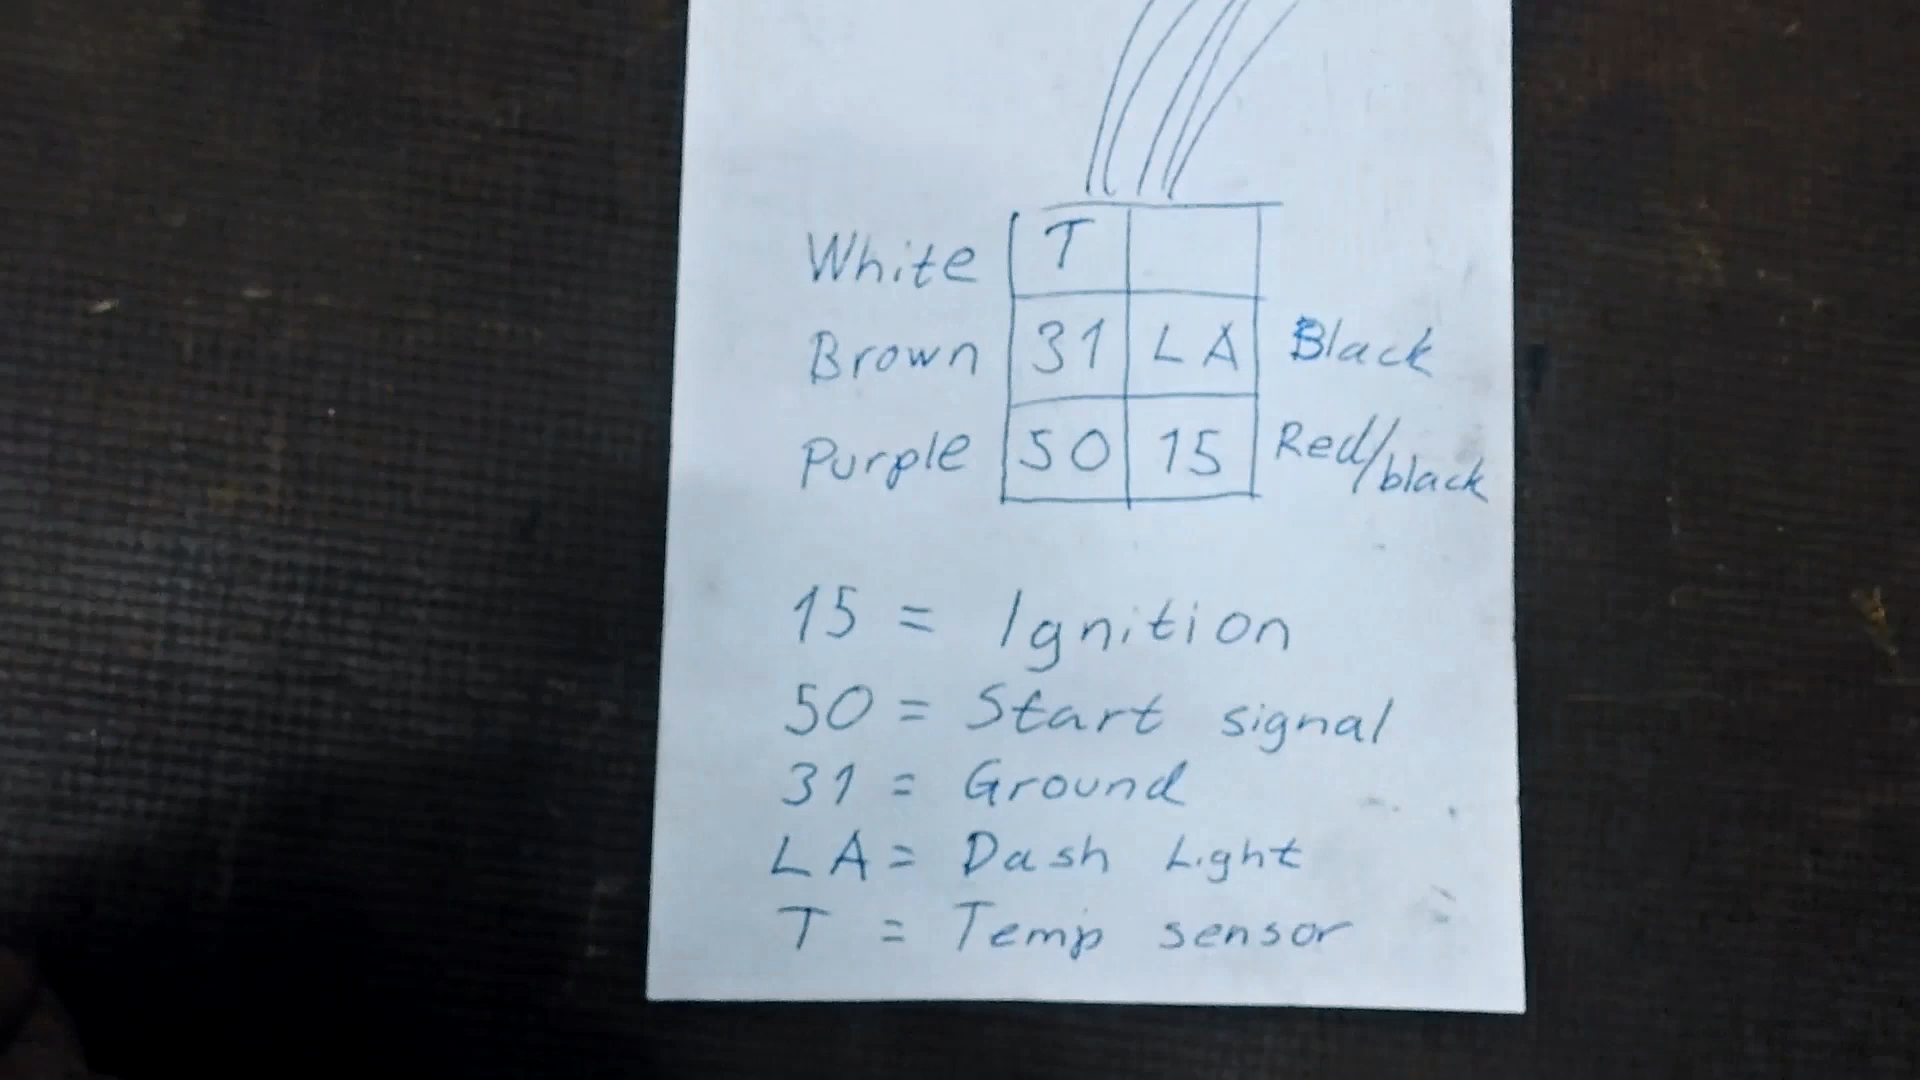 White T
Brown 31 LA Black
Purple 50 15 Red/black
15 = Ignition
50 = Start signal
31 = Ground
LA = Dash Light
T = Temp sensor